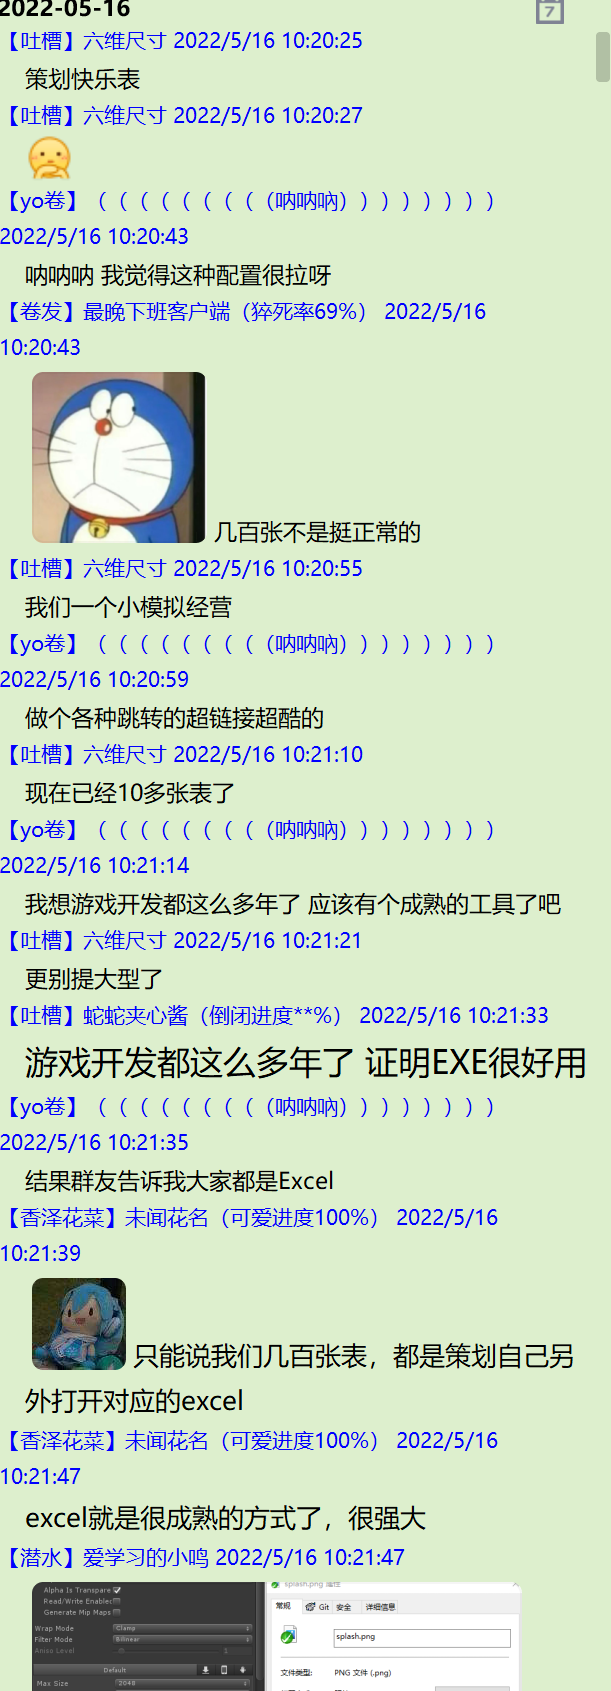 2022-05-16
7
【吐槽】六维尺寸 2022/5/16 10:20:25
策划快乐表
【吐槽】六维尺寸 2022/5/16 10:20:27
【yo卷】（（（（（（（（（呐呐呐））））））））
2022/5/16 10:20:43
呐呐呐 我觉得这种配置很拉呀
【卷发】最晚下班客户端（猝死率69%） 2022/5/16
10:20:43
几百张不是挺正常的
【吐槽】六维尺寸 2022/5/16 10:20:55
我们一个小模拟经营
【yo卷】（（（（（（（（（呐呐呐））））））））
2022/5/16 10:20:59
做个各种跳转的超链接超酷的
【吐槽】六维尺寸 2022/5/16 10:21:10
现在已经10多张表了
【yo卷】（（（（（（（（（呐呐呐））））））））
2022/5/16 10:21:14
我想游戏开发都这么多年了 应该有个成熟的工具了吧
【吐槽】六维尺寸 2022/5/16 10:21:21
更别提大型了
【吐槽】蛇蛇夹心酱（倒闭进度**%） 2022/5/16 10:21:33
游戏开发都这么多年了 证明EXE很好用
【yo卷】（（（（（（（（（呐呐呐））））））））
2022/5/16 10:21:35
结果群友告诉我大家都是Excel
【香泽花菜】未闻花名（可爱进度100%） 2022/5/16
10:21:39
只能说我们几百张表，都是策划自己另
外打开对应的excel
【香泽花菜】未闻花名（可爱进度100%） 2022/5/16
10:21:47
excel就是很成熟的方式了，很强大
【潜水】爱学习的小鸣 2022/5/16 10:21:47
Alpha Is Transpare
Read/Write Enablec
Generate Mip Maps
Wrap Mode Clamp
Filter Mode Bilinear
Aniso Level 1
Default
Max Size 2048
splash.png 属性
常规 Git 安全 详细信息
splash.png
文件类型: PNG 文件 (.png)